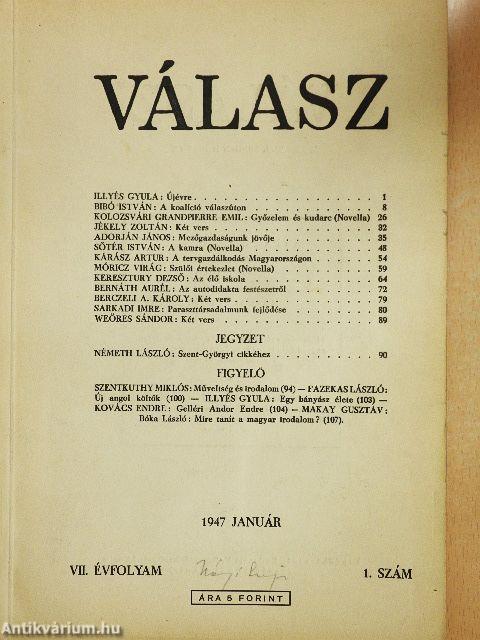 VÁLASZ
ILLYÉS GYULA: Újévre . . . . . . . . . . . . . . . . . . . . 1
BIBÓ ISTVÁN: A koalíció válaszúton . . . . . . . . . . . . . 8
KOLOZSVÁRI GRANDPIERRE EMIL: Győzelem és kudarc (Novella) 26
JÉKELY ZOLTÁN: Két vers . . . . . . . . . . . . . . . . . . 32
ADORJÁN JÁNOS: Mezőgazdaságunk jövője . . . . . . . . . . . 35
SŐTÉR ISTVÁN: A kamra (Novella) . . . . . . . . . . . . . . 48
KÁRÁSZ ARTUR: A tervgazdálkodás Magyarországon . . . . . . 54
MÓRICZ VIRÁG: Szülői értekezlet (Novella) . . . . . . . . . 59
KERESZTURY DEZSŐ: Az élő iskola . . . . . . . . . . . . . . 64
BERNÁTH AURÉL: Az autodidakta festészetről . . . . . . . . 72
BERCZELI A. KÁROLY: Két vers . . . . . . . . . . . . . . . 79
SARKADI IMRE: Paraszttársadalmunk fejlődése . . . . . . . . 80
WEÖRES SÁNDOR: Két vers . . . . . . . . . . . . . . . . . . 89
JEGYZET
NÉMETH LÁSZLÓ: Szent-Györgyi cikkéhez . . . . . . . . . . . 90
FIGYELŐ
SZENTKUTHY MIKLÓS: Műveltség és irodalom (94) — FAZEKAS LÁSZLÓ:
Új angol költők (100) — ILLYÉS GYULA: Egy bányász élete (103) —
KOVÁCS ENDRE: Gelléri Andor Endre (104) — MAKAY GUSZTÁV:
Bóka László: Mire tanít a magyar irodalom? (107).
1947 JANUÁR
VII. ÉVFOLYAM 1. SZÁM
ÁRA 5 FORINT
Antikvárium.hu